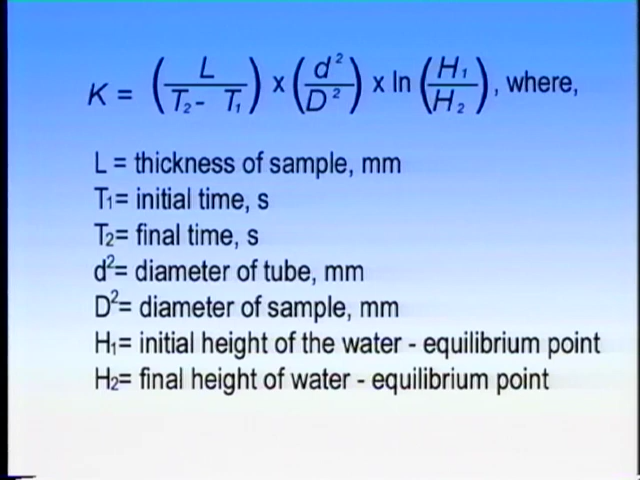 K = (L / T₂- T₁) x (d² / D²) x ln (H₁ / H₂), where,
L = thickness of sample, mm
T₁= initial time, s
T₂= final time, s
d²= diameter of tube, mm
D²= diameter of sample, mm
H₁= initial height of the water - equilibrium point
H₂= final height of water - equilibrium point